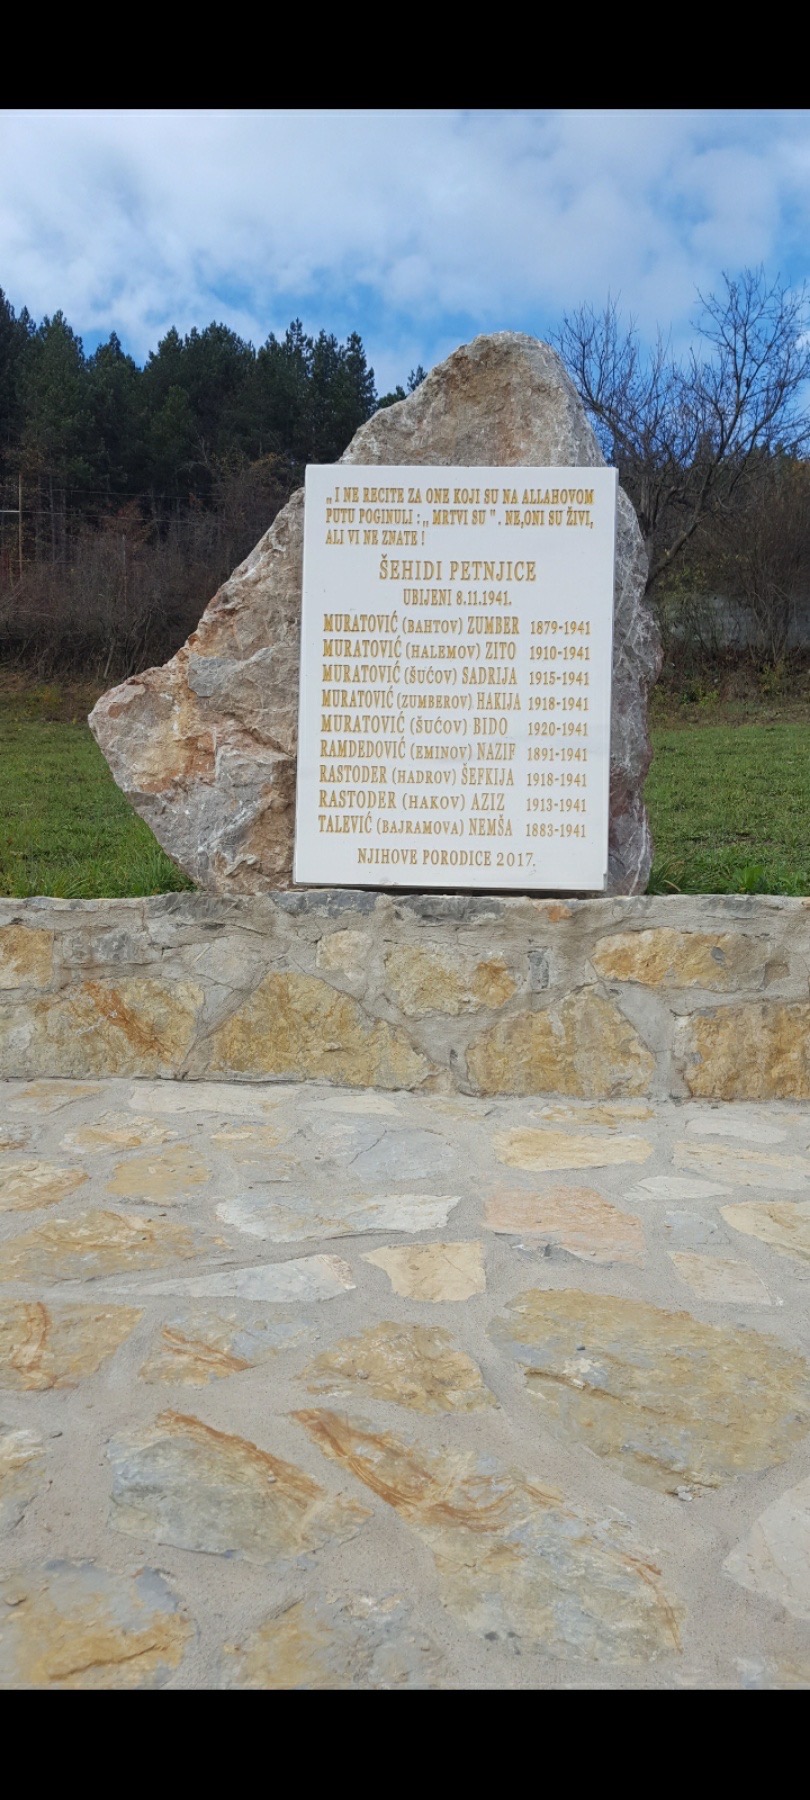 „I NE RECITE ZA ONE KOJI SU NA ALLAHOVOM
PUTU POGINULI : „ MRTVI SU ". NE,ONI SU ŽIVI,
ALI VI NE ZNATE !
ŠEHIDI PETNJICE
UBIJENI 8.11.1941.
MURATOVIĆ (BAHTOV) ZUMBER 1879-1941
MURATOVIĆ (HALEMOV) ZITO 1910-1941
MURATOVIĆ (ŠUĆOV) SADRIJA 1915-1941
MURATOVIĆ (ZUMBEROV) HAKIJA 1918-1941
MURATOVIĆ (ŠUĆOV) BIDO 1920-1941
RAMDEDOVIĆ (EMINOV) NAZIF 1891-1941
RASTODER (HADROV) ŠEFKIJA 1918-1941
RASTODER (HAKOV) AZIZ 1913-1941
TALEVIĆ (BAJRAMOVA) NEMŠA 1883-1941
NJIHOVE PORODICE 2017.